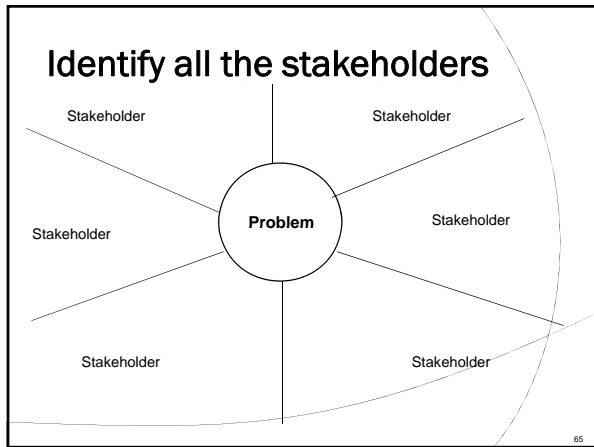 Identify all the stakeholders
Stakeholder
Stakeholder
Stakeholder
Problem
Stakeholder
Stakeholder
Stakeholder
65